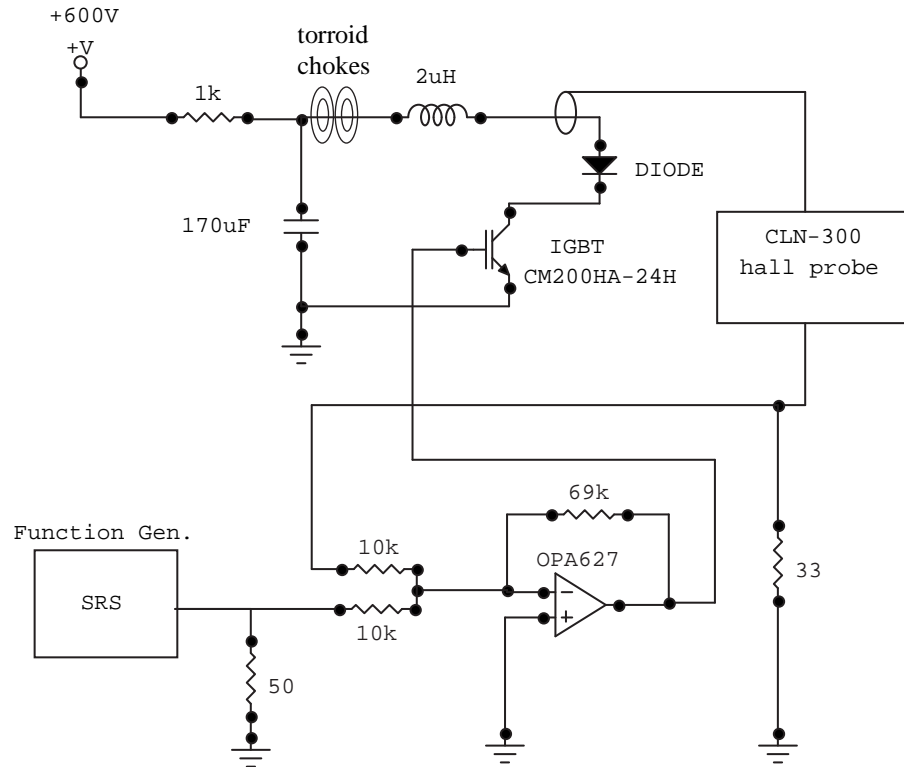 +600V
+V
torroid
chokes
1k
2uH
DIODE
170uF
IGBT
CM200HA-24H
CLN-300
hall probe
69k
Function Gen.
10k
OPA627
SRS
−
+
33
10k
50